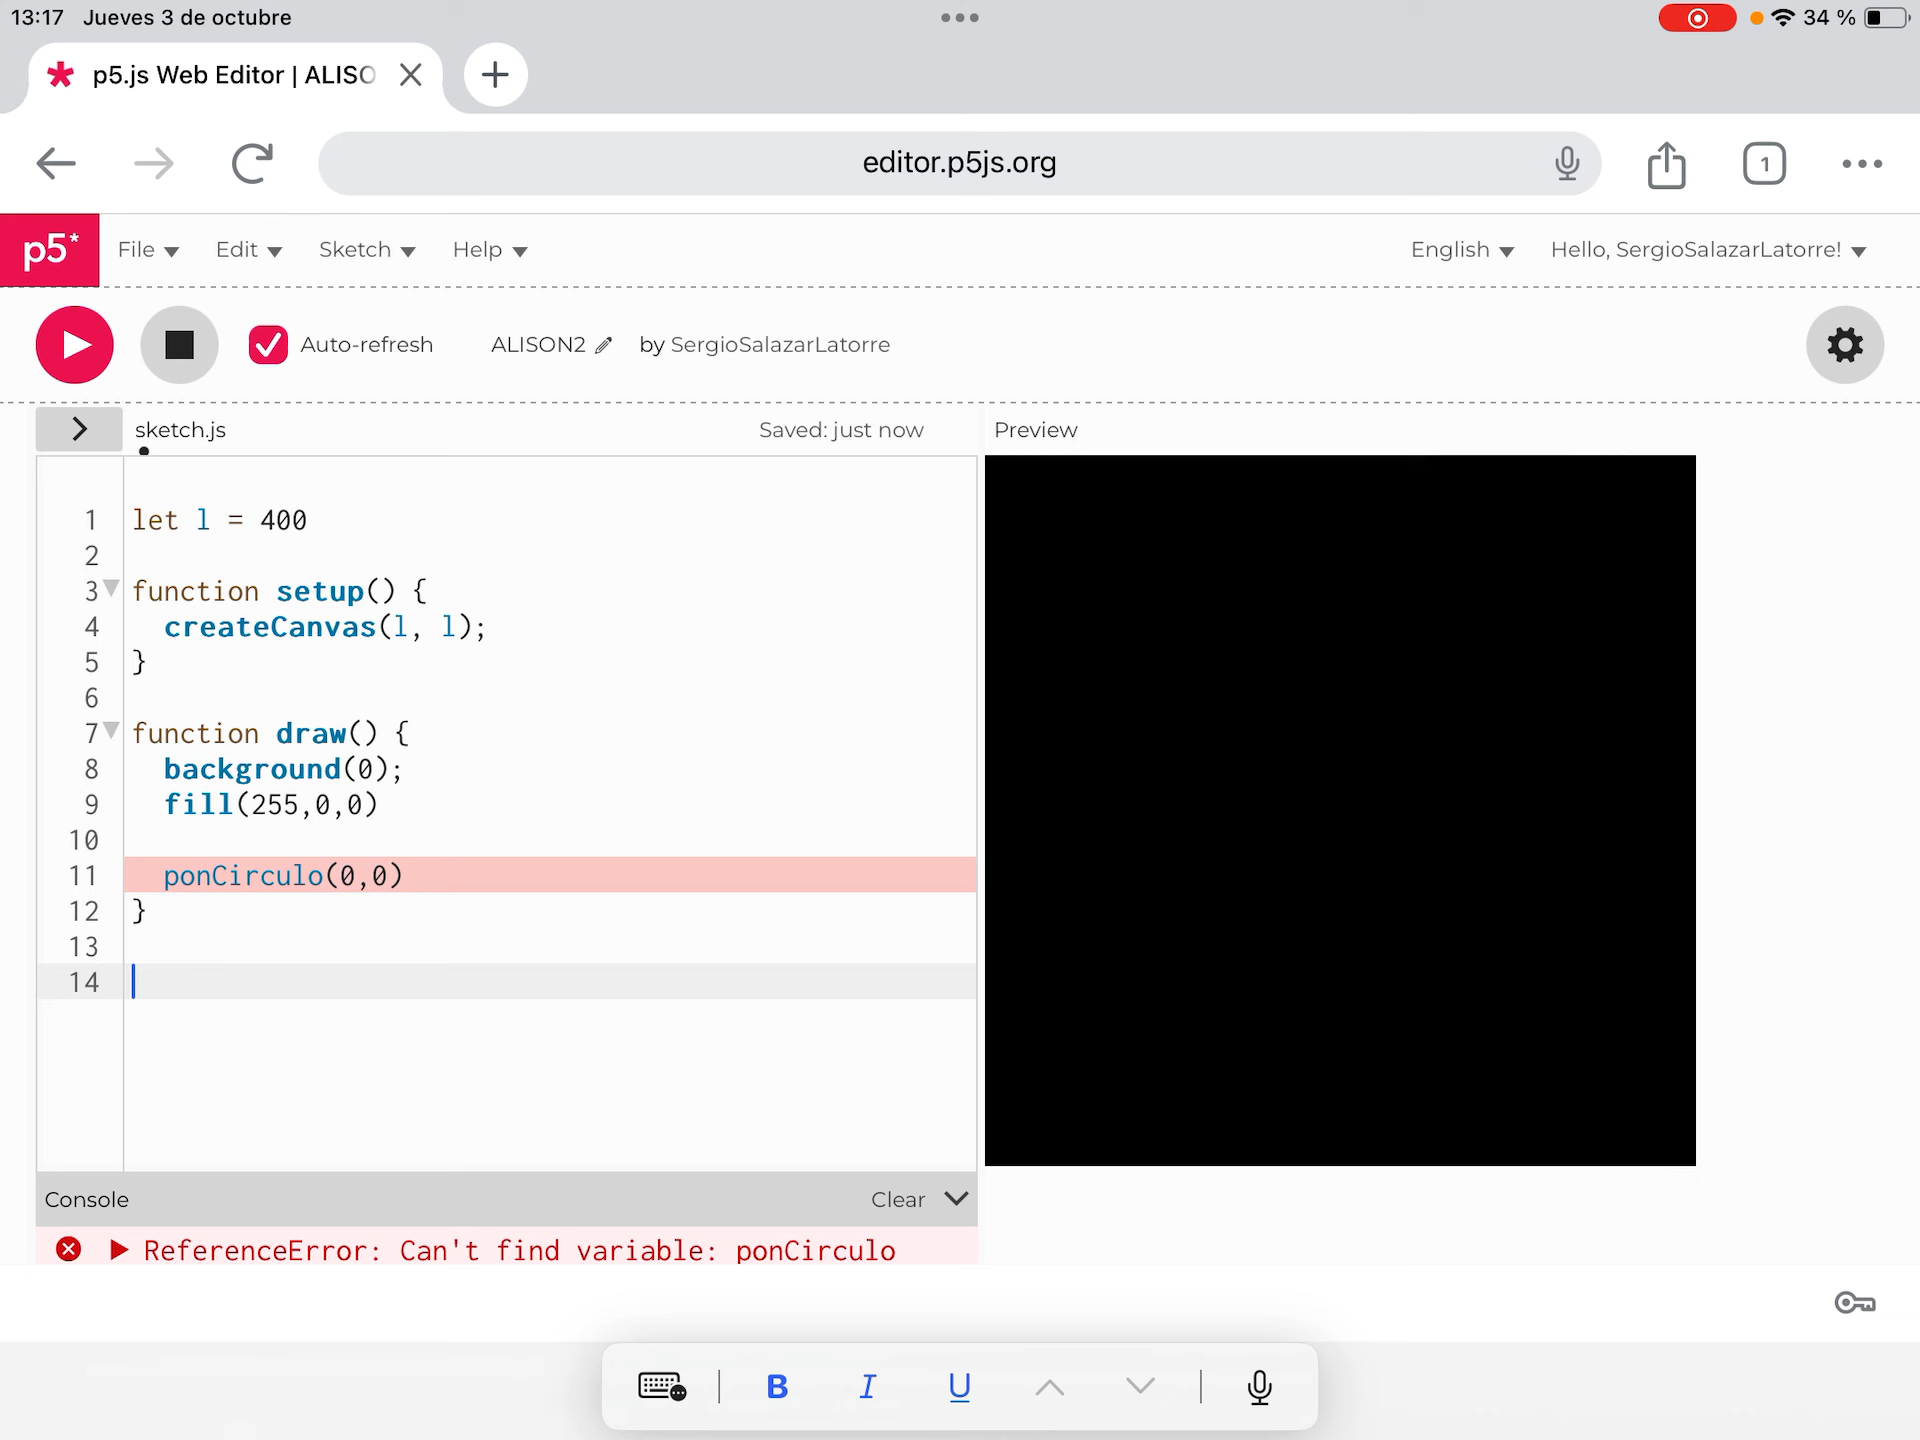 13:17 Jueves 3 de octubre
34 %
p5.js Web Editor | ALISO
editor.p5js.org
1
p5* File Edit Sketch Help English Hello, SergioSalazarLatorre!
Auto-refresh ALISON2 by SergioSalazarLatorre
sketch.js Saved: just now Preview
1 let l = 400
2
3 function setup() {
4 createCanvas(l, l);
5 }
6
7 function draw() {
8 background(0);
9 fill(255,0,0)
10
11 ponCirculo(0,0)
12 }
13
14
Console Clear
ReferenceError: Can't find variable: ponCirculo
B I U